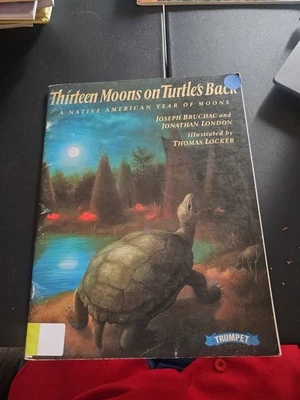 Thirteen Moons on Turtle's Back
A NATIVE AMERICAN YEAR OF MOONS
JOSEPH BRUCHAC and
JONATHAN LONDON
Illustrated by
THOMAS LOCKER
TRUMPET